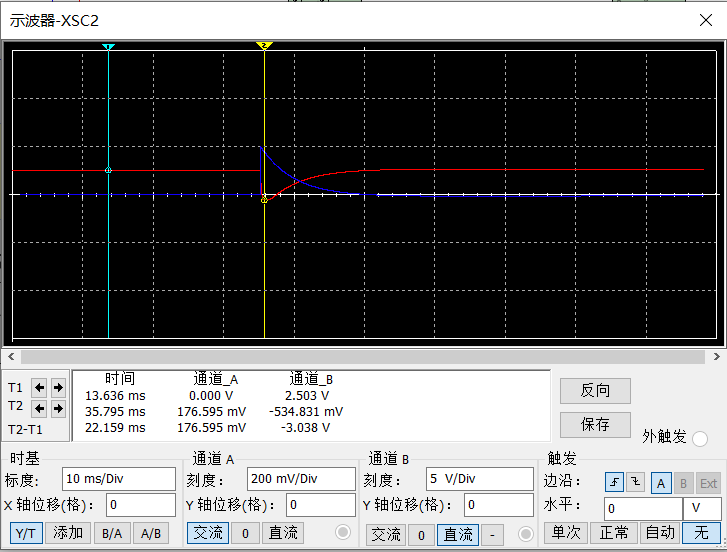 示波器-XSC2
1
2
时间 通道_A 通道_B
T1 13.636 ms 0.000 V 2.503 V
T2 35.795 ms 176.595 mV -534.831 mV
T2-T1 22.159 ms 176.595 mV -3.038 V
反向
保存
外触发
时基
标度: 10 ms/Div
X 轴位移(格): 0
Y/T 添加 B/A A/B
通道 A
刻度: 200 mV/Div
Y 轴位移(格): 0
交流 0 直流
通道 B
刻度: 5 V/Div
Y 轴位移(格): 0
交流 0 直流 -
触发
边沿: A B Ext
水平: 0 V
单次 正常 自动 无